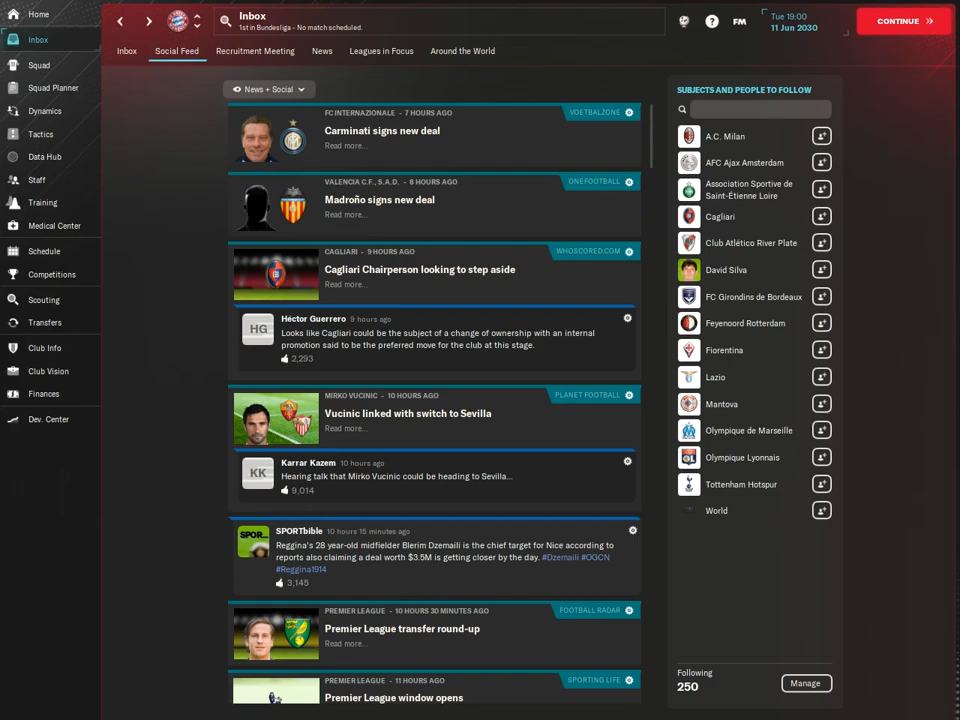 Home
Inbox
Squad
Squad Planner
Dynamics
Tactics
Data Hub
Staff
Training
Medical Center
Schedule
Competitions
Scouting
Transfers
Club Info
Club Vision
Finances
Dev. Center
Inbox
1st in Bundesliga - No match scheduled.
?
FM
Tue 19:00
11 Jun 2030
CONTINUE
Inbox Social Feed Recruitment Meeting News Leagues in Focus Around the World
News + Social
FC INTERNAZIONALE - 7 HOURS AGO
VOETBALZONE
Carminati signs new deal
Read more...
VALENCIA C.F., S.A.D. - 8 HOURS AGO
ONEFOOTBALL
Madroño signs new deal
Read more...
CAGLIARI - 9 HOURS AGO
WHOSCORED.COM
Cagliari Chairperson looking to step aside
Read more...
HG
Héctor Guerrero 9 hours ago
Looks like Cagliari could be the subject of a change of ownership with an internal
promotion said to be the preferred move for the club at this stage.
2,293
MIRKO VUCINIC - 10 HOURS AGO
PLANET FOOTBALL
Vucinic linked with switch to Sevilla
Read more...
KK
Karrar Kazem 10 hours ago
Hearing talk that Mirko Vucinic could be heading to Sevilla...
9,014
SPOR...
SPORTbible 10 hours 15 minutes ago
Reggina's 28 year-old midfielder Blerim Dzemaili is the chief target for Nice according to
reports also claiming a deal worth $3.5M is getting closer by the day. #Dzemaili #OGCN
#Reggina1914
3,145
PREMIER LEAGUE - 10 HOURS 30 MINUTES AGO
FOOTBALL RADAR
Premier League transfer round-up
Read more...
PREMIER LEAGUE - 11 HOURS AGO
SPORTING LIFE
Premier League window opens
SUBJECTS AND PEOPLE TO FOLLOW
A.C. Milan
AFC Ajax Amsterdam
Association Sportive de
Saint-Étienne Loire
Cagliari
Club Atlético River Plate
David Silva
FC Girondins de Bordeaux
Feyenoord Rotterdam
Fiorentina
Lazio
Mantova
Olympique de Marseille
Olympique Lyonnais
Tottenham Hotspur
World
Following
250
Manage